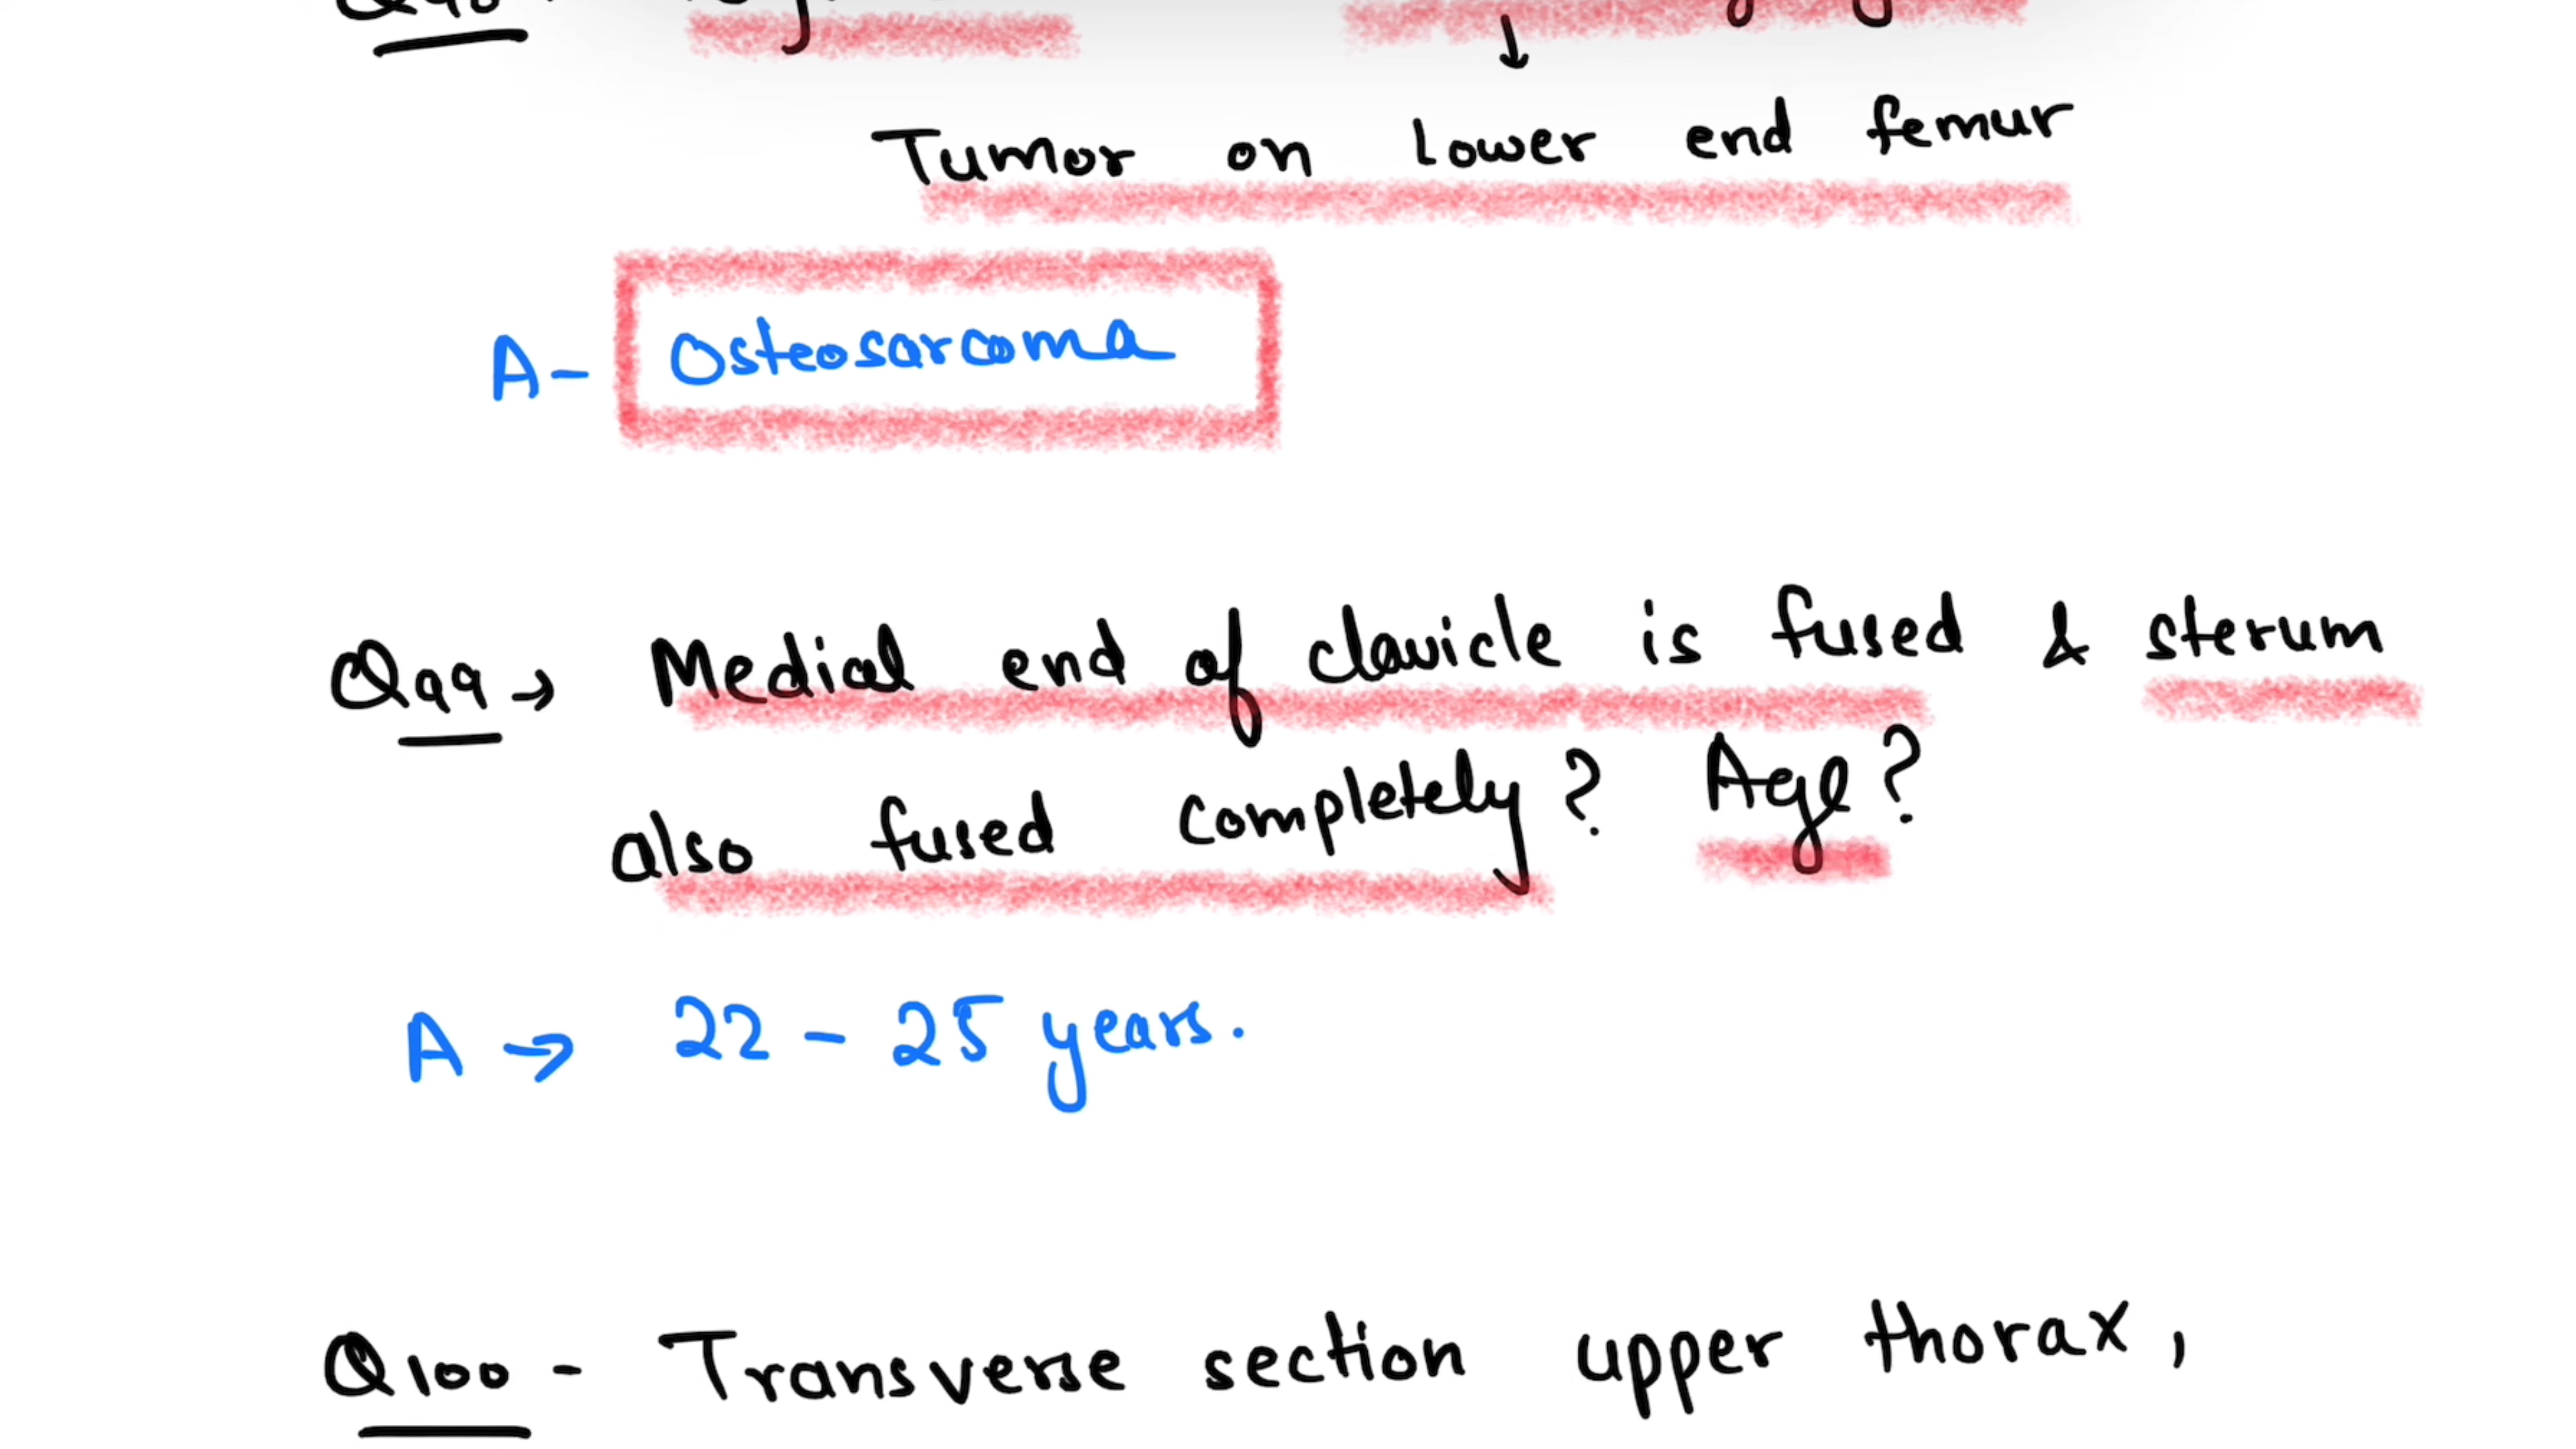 Tumor on lower end femur
A- Osteosarcoma
Q99 → Medial end of clavicle is fused & sterum
also fused completely? Age?
A → 22 - 25 years.
Q100 - Transverse section upper thorax,